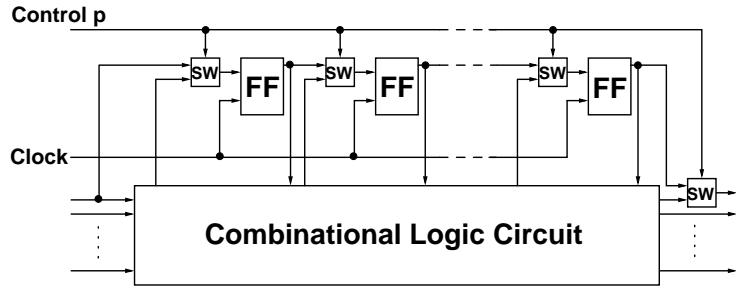 Control p
SW
SW
SW
FF
FF
FF
Clock
SW
Combinational Logic Circuit